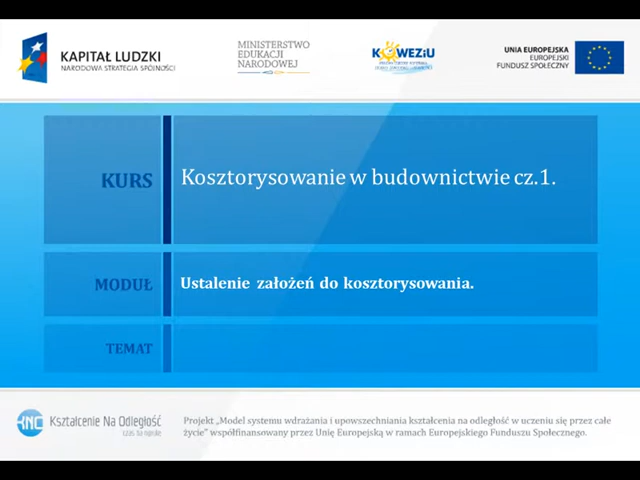 KAPITAŁ LUDZKI
NARODOWA STRATEGIA SPÓJNOŚCI
MINISTERSTWO
EDUKACJI
NARODOWEJ
KOWEZiU
UNIA EUROPEJSKA
EUROPEJSKI
FUNDUSZ SPOŁECZNY
KURS
Kosztorysowanie w budownictwie cz.1.
MODUŁ
Ustalenie założeń do kosztorysowania.
TEMAT
KNO
Kształcenie Na Odległość
Projekt „Model systemu wdrażania i upowszechniania kształcenia na odległość w uczeniu się przez całe
życie" współfinansowany przez Unię Europejską w ramach Europejskiego Funduszu Społecznego.